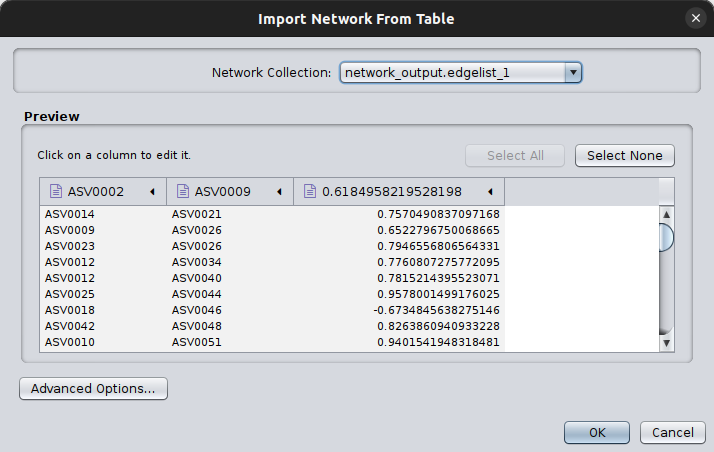 Import Network From Table
Network Collection: network_output.edgelist_1
Preview
Click on a column to edit it. Select All Select None
ASV0002 ASV0009 0.6184958219528198
ASV0014 ASV0021 0.7570490837097168
ASV0009 ASV0026 0.6522796750068665
ASV0023 ASV0026 0.7946556806564331
ASV0012 ASV0034 0.7760807275772095
ASV0012 ASV0040 0.7815214395523071
ASV0025 ASV0044 0.9578001499176025
ASV0018 ASV0046 -0.6734845638275146
ASV0042 ASV0048 0.8263860940933228
ASV0010 ASV0051 0.9401541948318481
Advanced Options...
OK Cancel